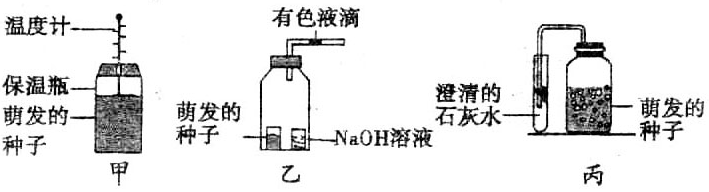 温度计
保温瓶
萌发的
种子
甲
有色液滴
萌发的
种子
NaOH溶液
乙
澄清的
石灰水
萌发的
种子
丙